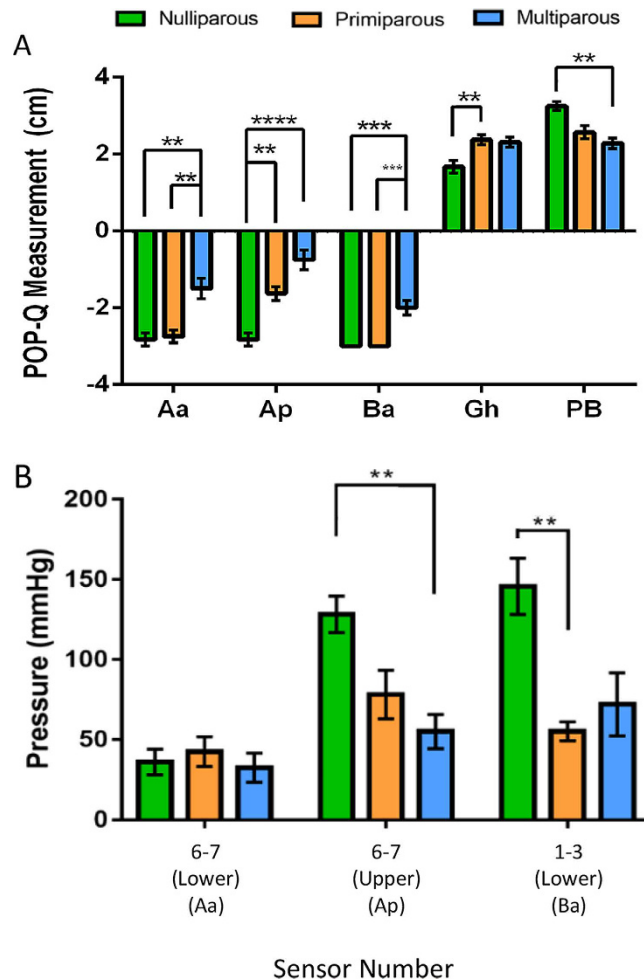 Nulliparous Primiparous Multiparous
A
POP-Q Measurement (cm)
4
2
0
-2
-4
** ** **** ** *** *** ** **
Aa Ap Ba Gh PB
B
Pressure (mmHg)
200
150
100
50
0
** **
6-7 6-7 1-3
(Lower) (Upper) (Lower)
(Aa) (Ap) (Ba)
Sensor Number